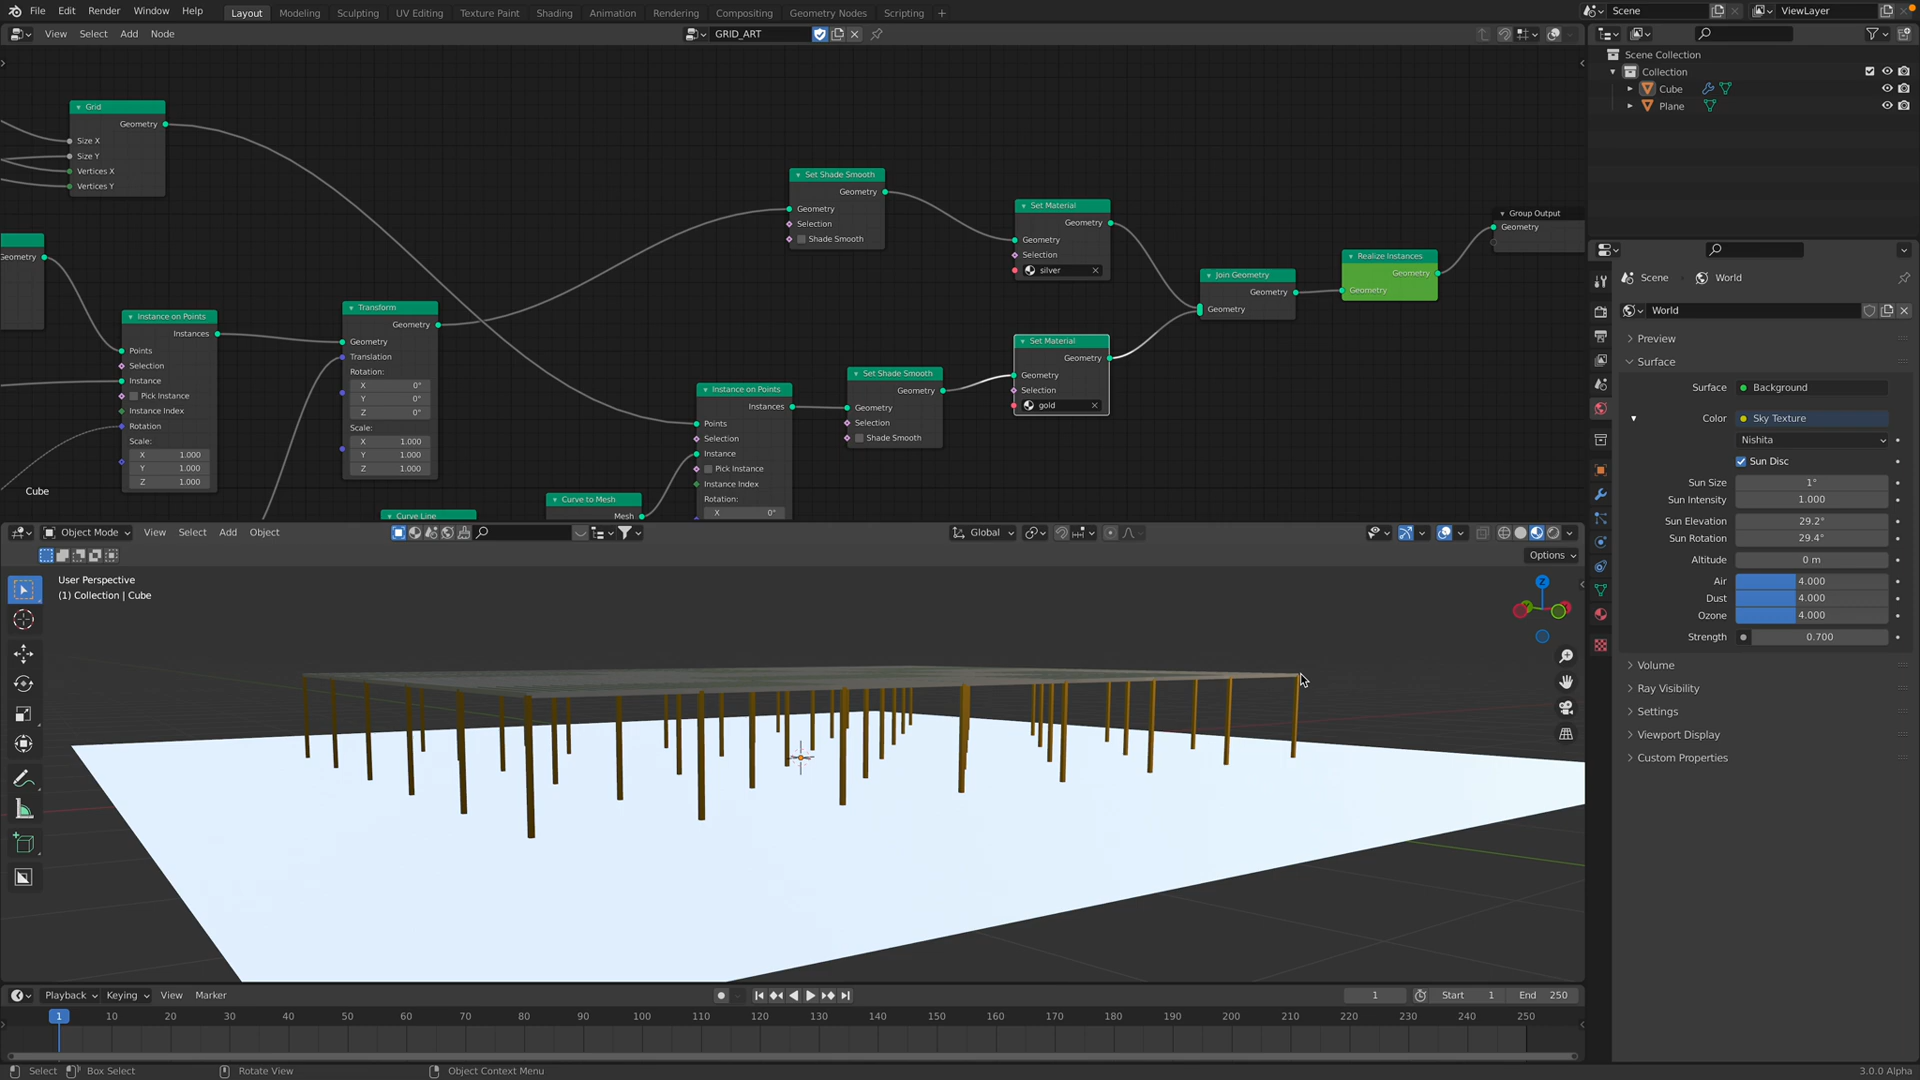 File Edit Render Window Help Layout Modeling Sculpting UV Editing Texture Paint Shading Animation Rendering Compositing Geometry Nodes Scripting + Scene ViewLayer
View Select Add Node GRID_ART
Scene Collection
Collection
Cube
Plane
Grid
Geometry
Size X
Size Y
Vertices X
Vertices Y
Geometry
Instance on Points
Instances
Points
Selection
Instance
Pick Instance
Instance Index
Rotation
Scale:
X 1.000
Y 1.000
Z 1.000
Transform
Geometry
Geometry
Translation
Rotation:
X 0°
Y 0°
Z 0°
Scale:
X 1.000
Y 1.000
Z 1.000
Set Shade Smooth
Geometry
Geometry
Selection
Shade Smooth
Set Material
Geometry
Geometry
Selection
silver
Join Geometry
Geometry
Geometry
Realize Instances
Geometry
Geometry
Group Output
Geometry
Set Material
Geometry
Geometry
Selection
gold
Set Shade Smooth
Geometry
Geometry
Selection
Shade Smooth
Instance on Points
Instances
Points
Selection
Instance
Pick Instance
Instance Index
Rotation:
X 0°
Curve to Mesh
Mesh
Curve Line
Cube
Scene World
World
Preview
Surface
Surface Background
Color Sky Texture
Nishita
Sun Disc
Sun Size 1°
Sun Intensity 1.000
Sun Elevation 29.2°
Sun Rotation 29.4°
Altitude 0 m
Air 4.000
Dust 4.000
Ozone 4.000
Strength 0.700
Volume
Ray Visibility
Settings
Viewport Display
Custom Properties
Object Mode View Select Add Object Global
Options
User Perspective
(1) Collection | Cube
Z
Playback Keying View Marker 1 Start 1 End 250
1 10 20 30 40 50 60 70 80 90 100 110 120 130 140 150 160 170 180 190 200 210 220 230 240 250
Select Box Select Rotate View Object Context Menu 3.0.0 Alpha